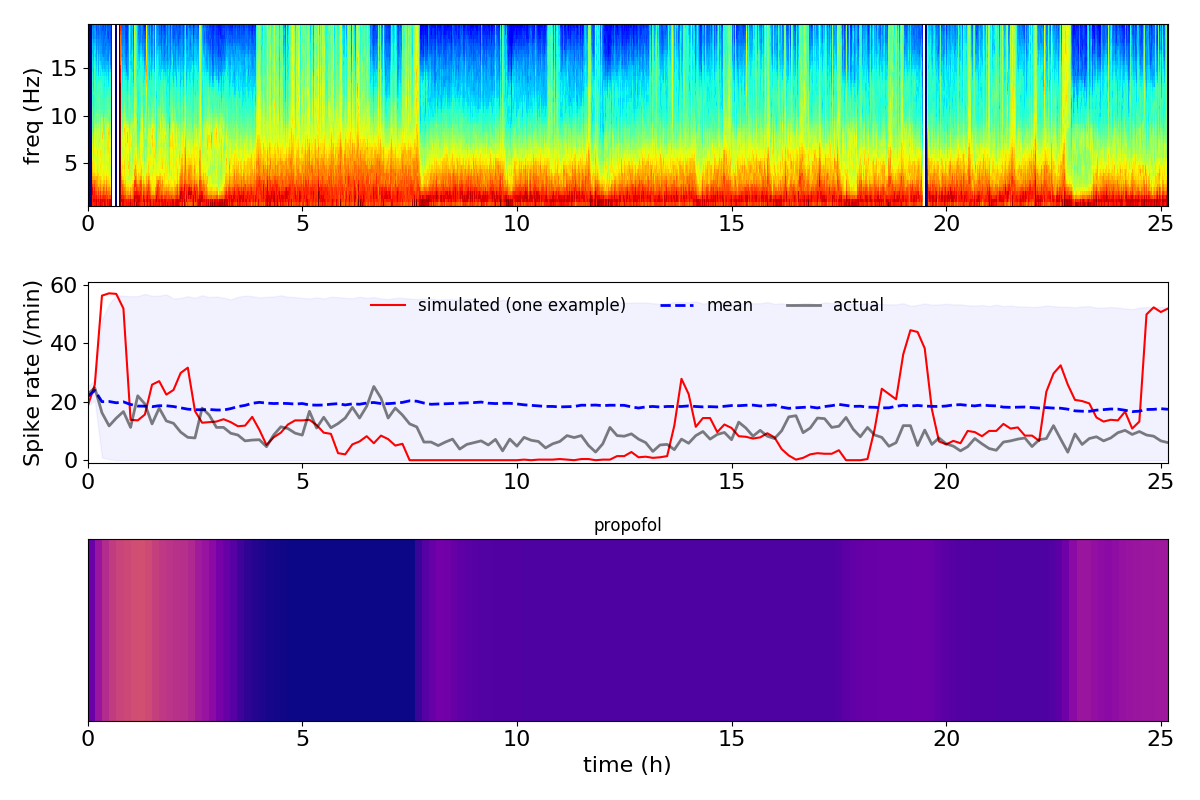 freq (Hz)
15
10
5
0 5 10 15 20 25
Spike rate (/min)
60
40
20
0
simulated (one example) mean actual
0 5 10 15 20 25
propofol
0 5 10 15 20 25
time (h)